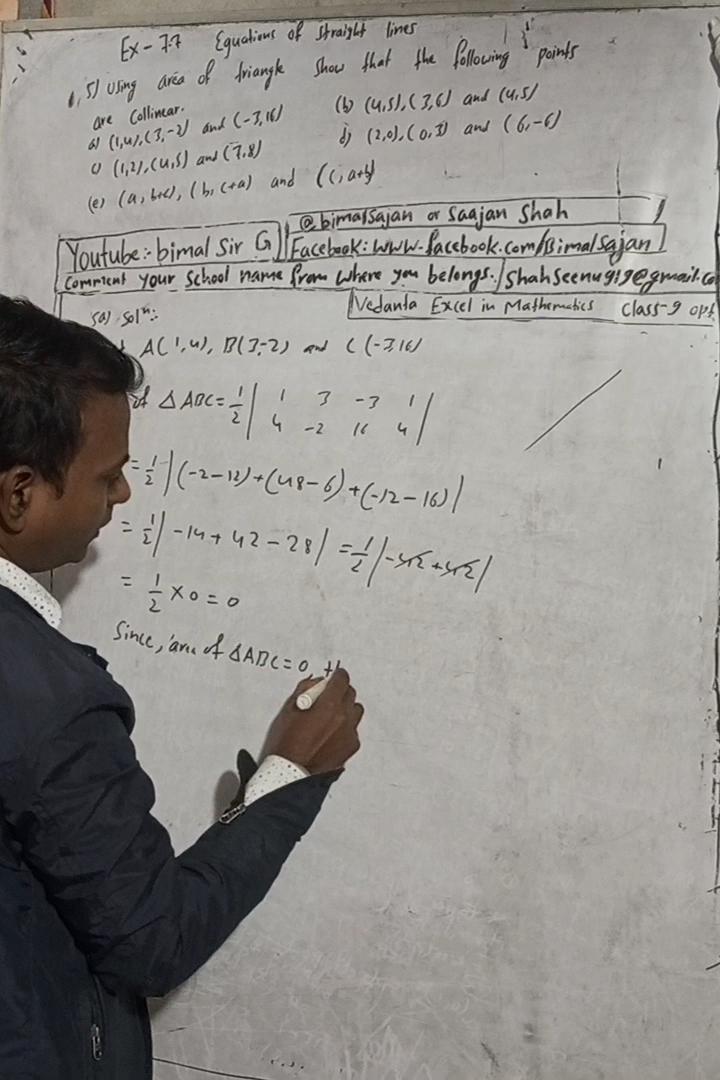 Ex - 7.7 Equations of straight lines
5) Using area of triangle show that the following points
are Collinear.
a) (1,4), (3,-2) and (-3,16)
(b) (4,5), (3,6) and (4,5)
c) (1,2), (4,5) and (7,8)
d) (2,0), (0,3) and (6,-6)
(e) (a, b+c), (b, c+a) and (c, a+b)
@bimalsajan or Saajan Shah
Youtube:- bimal Sir G
Facebook: www.facebook.com/Bimalsajan
Comment your School name from where you belongs.
Shahseenu919@gmail.co
Vedanta Excel in Mathematics Class-9 opt
5a) Solⁿ:
A(1,4), B(3,-2) and C(-3,16)
of △ABC = 1/2 | 1 3 -3 1 |
4 -2 16 4
= 1/2 |(-2-12)+(48-6)+(-12-16)|
= 1/2 |-14+42-28| = 1/2 |-42+42|
= 1/2 × 0 = 0
Since, area of △ABC = 0, th